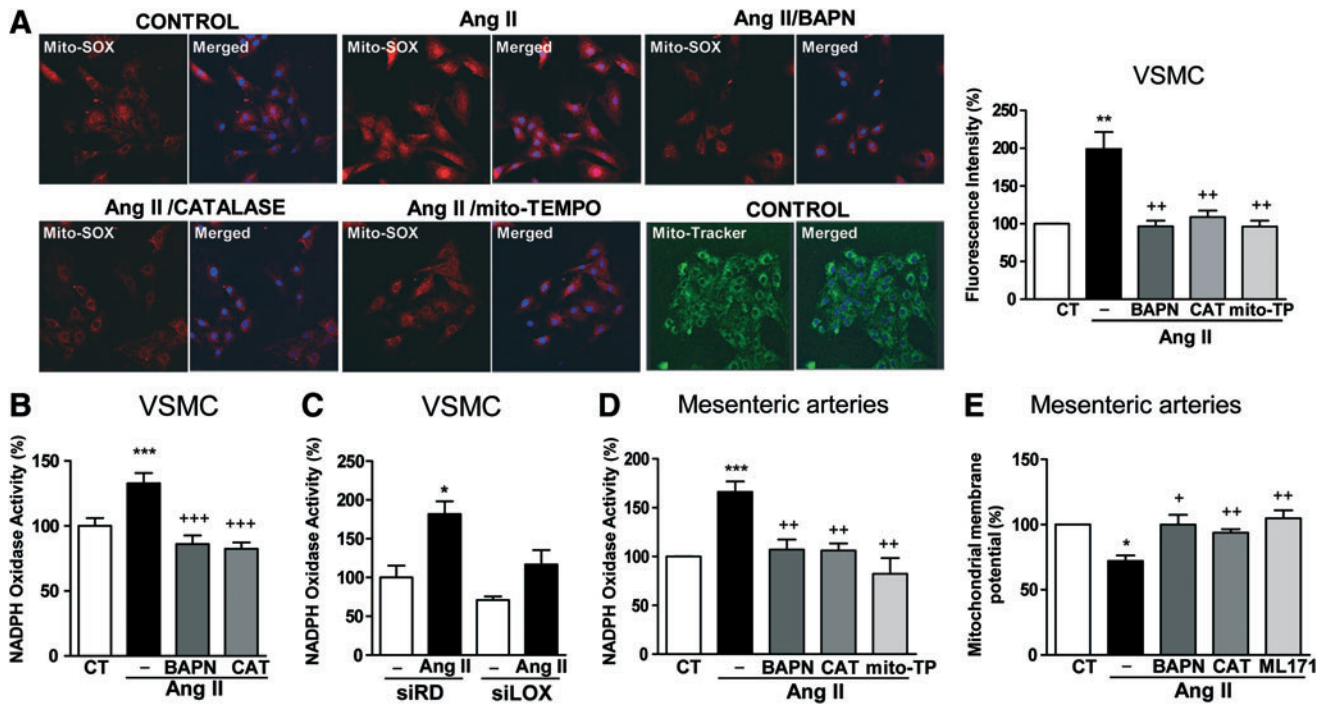 A
CONTROL
Ang II
Ang II/BAPN
Mito-SOX Merged Mito-SOX Merged Mito-SOX Merged
Ang II /CATALASE
Ang II /mito-TEMPO
CONTROL
Mito-SOX Merged Mito-SOX Merged Mito-Tracker Merged
VSMC
Fluorescence Intensity (%)
250
200
150
100
50
0
**
++
++
++
CT – BAPN CAT mito-TP
Ang II
B
VSMC
NADPH Oxidase Activity (%)
150
100
50
0
***
+++
+++
CT – BAPN CAT
Ang II
C
VSMC
NADPH Oxidase Activity (%)
250
200
150
100
50
0
*
– Ang II – Ang II
siRD siLOX
D
Mesenteric arteries
NADPH Oxidase Activity (%)
200
150
100
50
0
***
++
++
++
CT – BAPN CAT mito-TP
Ang II
E
Mesenteric arteries
Mitochondrial membrane
potential (%)
150
100
50
0
*
+
++
++
CT – BAPN CAT ML171
Ang II